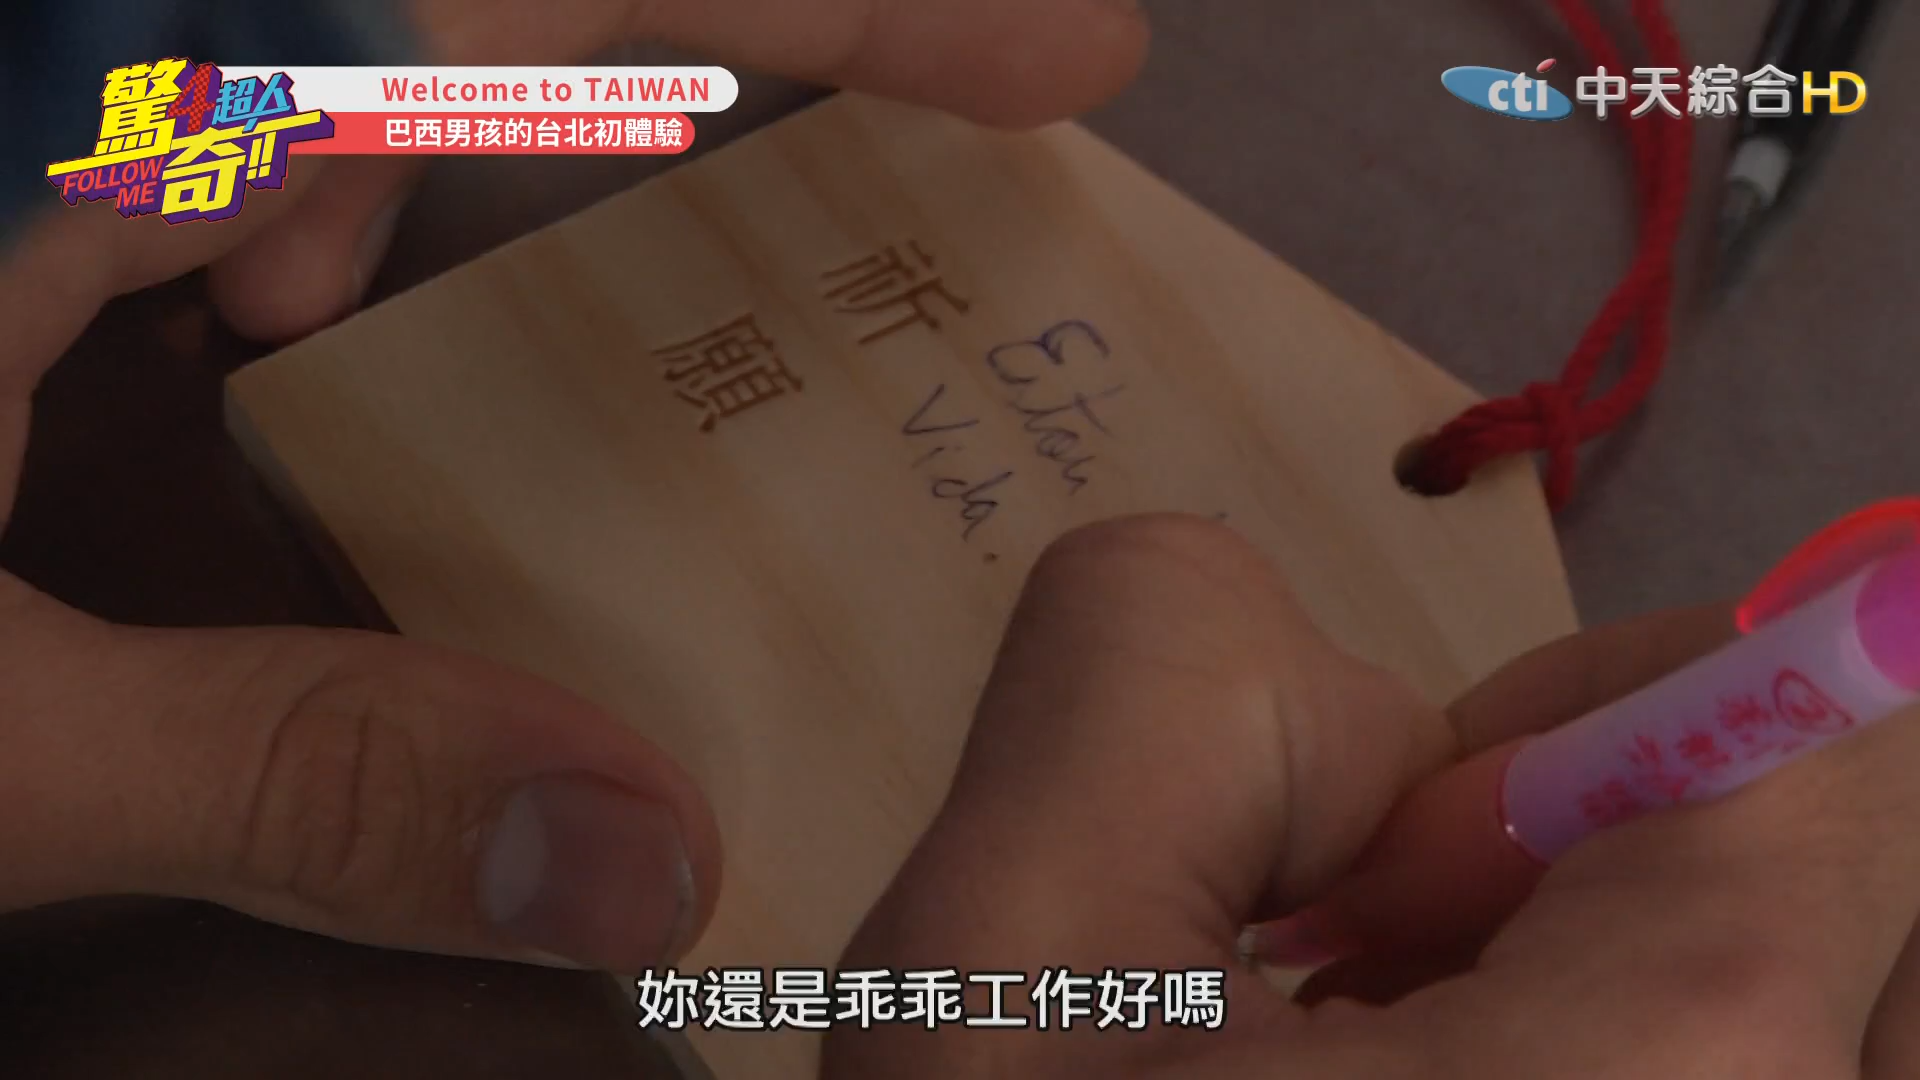 驚4超人
奇!!
FOLLOW
ME
Welcome to TAIWAN
巴西男孩的台北初體驗
cti 中天綜合HD
祈
願
Vida.
妳還是乖乖工作好嗎